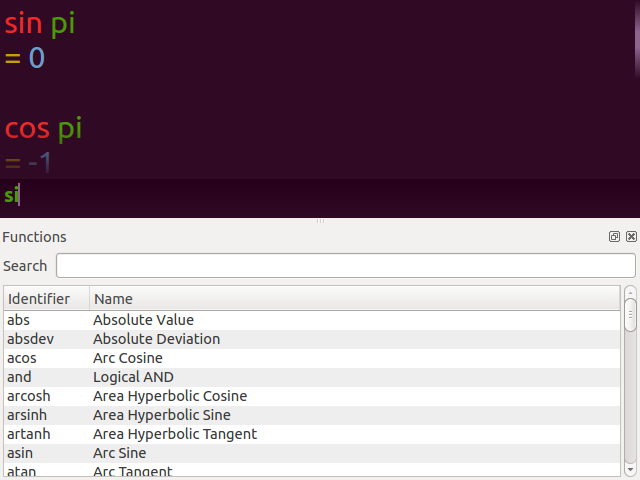 sin pi
= 0
cos pi
= -1
si
Functions
Search
Identifier Name
abs Absolute Value
absdev Absolute Deviation
acos Arc Cosine
and Logical AND
arcosh Area Hyperbolic Cosine
arsinh Area Hyperbolic Sine
artanh Area Hyperbolic Tangent
asin Arc Sine
atan Arc Tangent